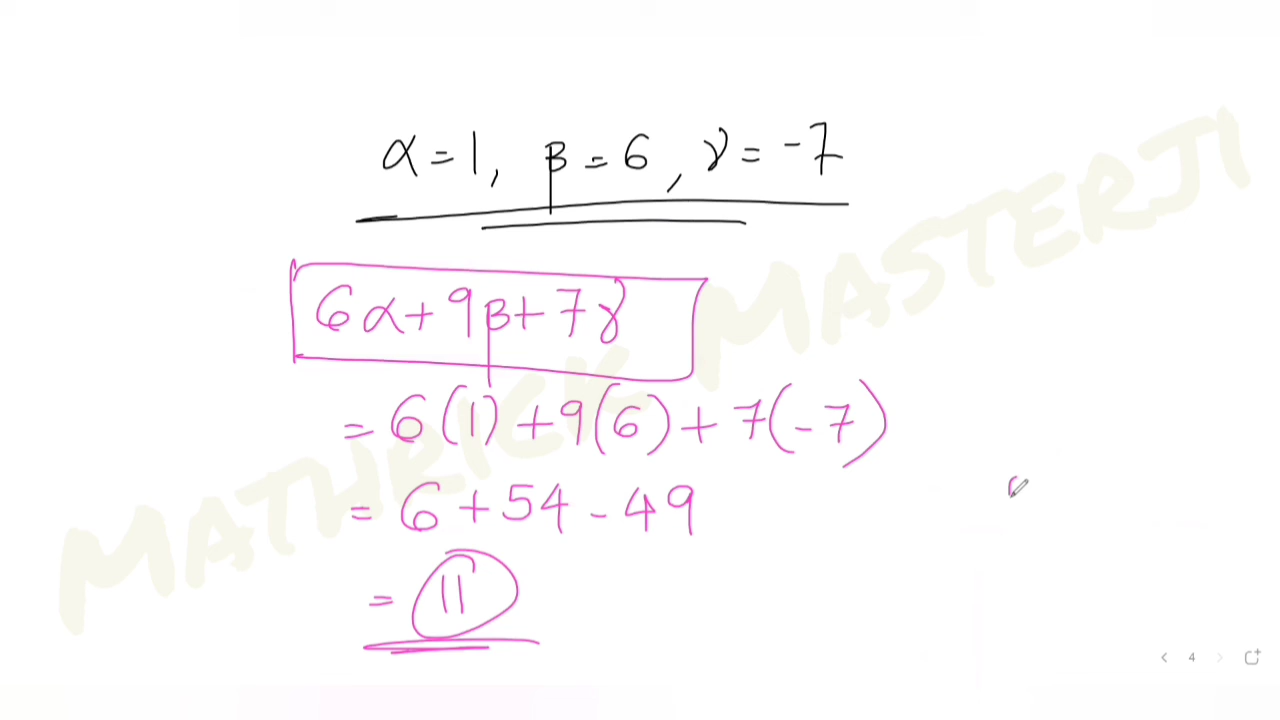 α = 1, β = 6, γ = -7
6α + 9β + 7γ
= 6(1) + 9(6) + 7(-7)
= 6 + 54 - 49
= 11
MATHRICK MASTERJI
< 4 >